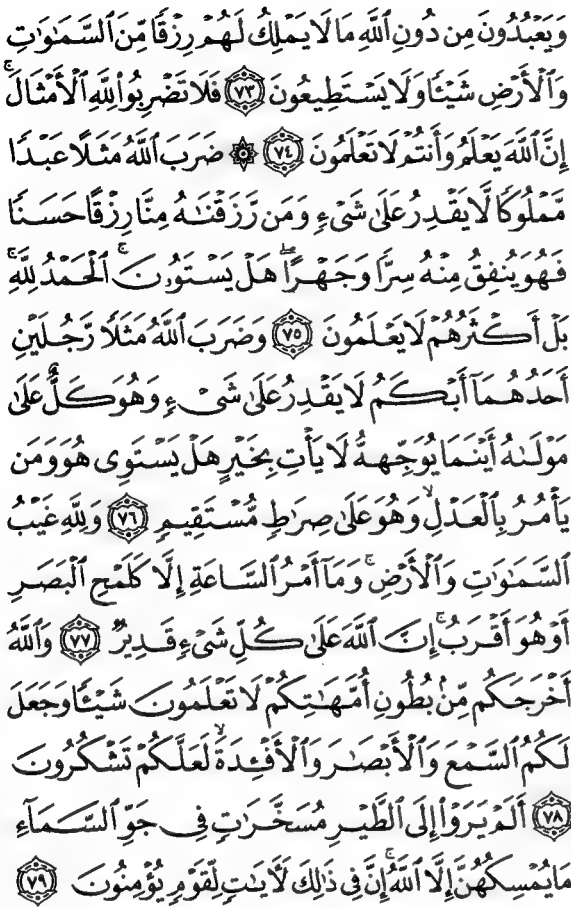 وَيَعْبُدُونَ مِن دُونِ ٱللَّهِ مَا لَا يَمْلِكُ لَهُمْ رِزْقًا مِّنَ ٱلسَّمَـٰوَٰتِ
وَٱلْأَرْضِ شَيْـًٔا وَلَا يَسْتَطِيعُونَ ﴿٧٣﴾ فَلَا تَضْرِبُوا۟ لِلَّهِ ٱلْأَمْثَالَ ۚ
إِنَّ ٱللَّهَ يَعْلَمُ وَأَنتُمْ لَا تَعْلَمُونَ ﴿٧٤﴾ ۞ ضَرَبَ ٱللَّهُ مَثَلًا عَبْدًا
مَّمْلُوكًا لَّا يَقْدِرُ عَلَىٰ شَىْءٍ وَمَن رَّزَقْنَـٰهُ مِنَّا رِزْقًا حَسَنًا
فَهُوَ يُنفِقُ مِنْهُ سِرًّا وَجَهْرًا ۖ هَلْ يَسْتَوُۥنَ ۚ ٱلْحَمْدُ لِلَّهِ ۚ
بَلْ أَكْثَرُهُمْ لَا يَعْلَمُونَ ﴿٧٥﴾ وَضَرَبَ ٱللَّهُ مَثَلًا رَّجُلَيْنِ
أَحَدُهُمَآ أَبْكَمُ لَا يَقْدِرُ عَلَىٰ شَىْءٍ وَهُوَ كَلٌّ عَلَىٰ
مَوْلَىٰهُ أَيْنَمَا يُوَجِّههُّ لَا يَأْتِ بِخَيْرٍ هَلْ يَسْتَوِى هُوَ وَمَن
يَأْمُرُ بِٱلْعَدْلِ ۙ وَهُوَ عَلَىٰ صِرَٰطٍ مُّسْتَقِيمٍ ﴿٧٦﴾ وَلِلَّهِ غَيْبُ
ٱلسَّمَـٰوَٰتِ وَٱلْأَرْضِ ۚ وَمَآ أَمْرُ ٱلسَّاعَةِ إِلَّا كَلَمْحِ ٱلْبَصَرِ
أَوْ هُوَ أَقْرَبُ ۚ إِنَّ ٱللَّهَ عَلَىٰ كُلِّ شَىْءٍ قَدِيرٌ ﴿٧٧﴾ وَٱللَّهُ
أَخْرَجَكُم مِّنۢ بُطُونِ أُمَّهَـٰتِكُمْ لَا تَعْلَمُونَ شَيْـًٔا وَجَعَلَ
لَكُمُ ٱلسَّمْعَ وَٱلْأَبْصَـٰرَ وَٱلْأَفْـِٔدَةَ ۙ لَعَلَّكُمْ تَشْكُرُونَ
﴿٧٨﴾ أَلَمْ يَرَوْا۟ إِلَى ٱلطَّيْرِ مُسَخَّرَٰتٍ فِى جَوِّ ٱلسَّمَآءِ
مَا يُمْسِكُهُنَّ إِلَّا ٱللَّهُ ۗ إِنَّ فِى ذَٰلِكَ لَـَٔايَـٰتٍ لِّقَوْمٍ يُؤْمِنُونَ ﴿٧٩﴾